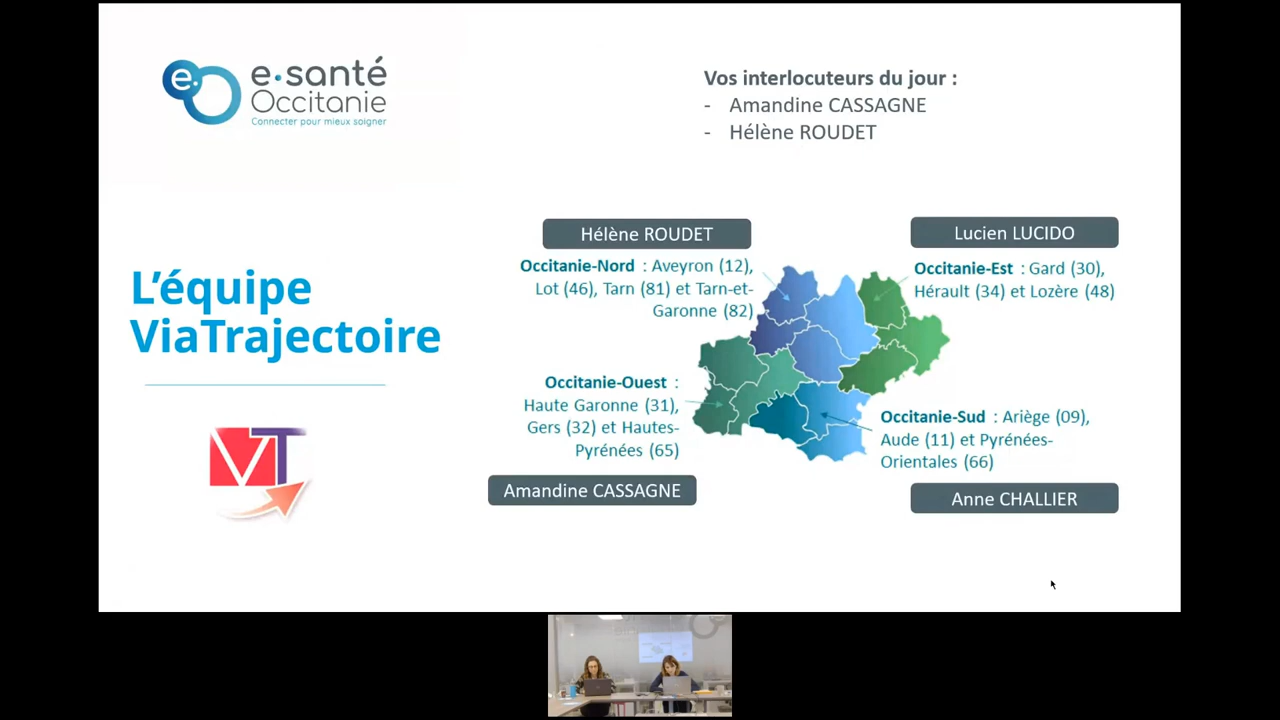 e·santé
Occitanie
Connecter pour mieux soigner
Vos interlocuteurs du jour :
- Amandine CASSAGNE
- Hélène ROUDET
L’équipe
ViaTrajectoire
VT
Hélène ROUDET
Occitanie-Nord : Aveyron (12),
Lot (46), Tarn (81) et Tarn-et-
Garonne (82)
Lucien LUCIDO
Occitanie-Est : Gard (30),
Hérault (34) et Lozère (48)
Occitanie-Ouest :
Haute Garonne (31),
Gers (32) et Hautes-
Pyrénées (65)
Amandine CASSAGNE
Occitanie-Sud : Ariège (09),
Aude (11) et Pyrénées-
Orientales (66)
Anne CHALLIER